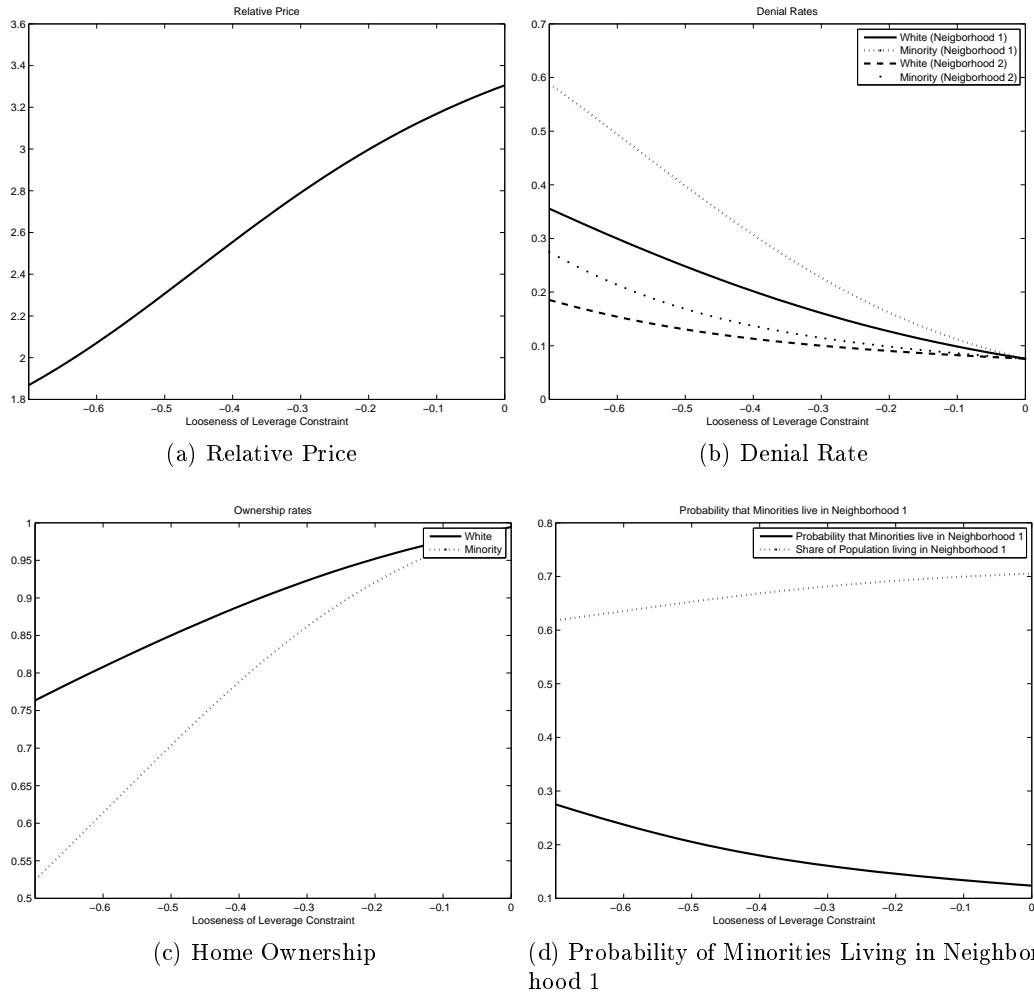 Relative Price
3.6
3.4
3.2
3
2.8
2.6
2.4
2.2
2
1.8
−0.6 −0.5 −0.4 −0.3 −0.2 −0.1 0
Looseness of Leverage Constraint
(a) Relative Price
Denial Rates
0.7
0.6
0.5
0.4
0.3
0.2
0.1
0
White (Neigborhood 1)
Minority (Neigborhood 1)
White (Neigborhood 2)
Minority (Neigborhood 2)
−0.6 −0.5 −0.4 −0.3 −0.2 −0.1 0
Looseness of Leverage Constraint
(b) Denial Rate
Ownership rates
1
0.95
0.9
0.85
0.8
0.75
0.7
0.65
0.6
0.55
0.5
White
Minority
−0.6 −0.5 −0.4 −0.3 −0.2 −0.1 0
Looseness of Leverage Constraint
(c) Home Ownership
Probability that Minorities live in Neighborhood 1
0.8
0.7
0.6
0.5
0.4
0.3
0.2
0.1
Probability that Minorities live in Neighborhood 1
Share of Population living in Neighborhood 1
−0.6 −0.5 −0.4 −0.3 −0.2 −0.1 0
Looseness of Leverage Constraint
(d) Probability of Minorities Living in Neighbor
hood 1